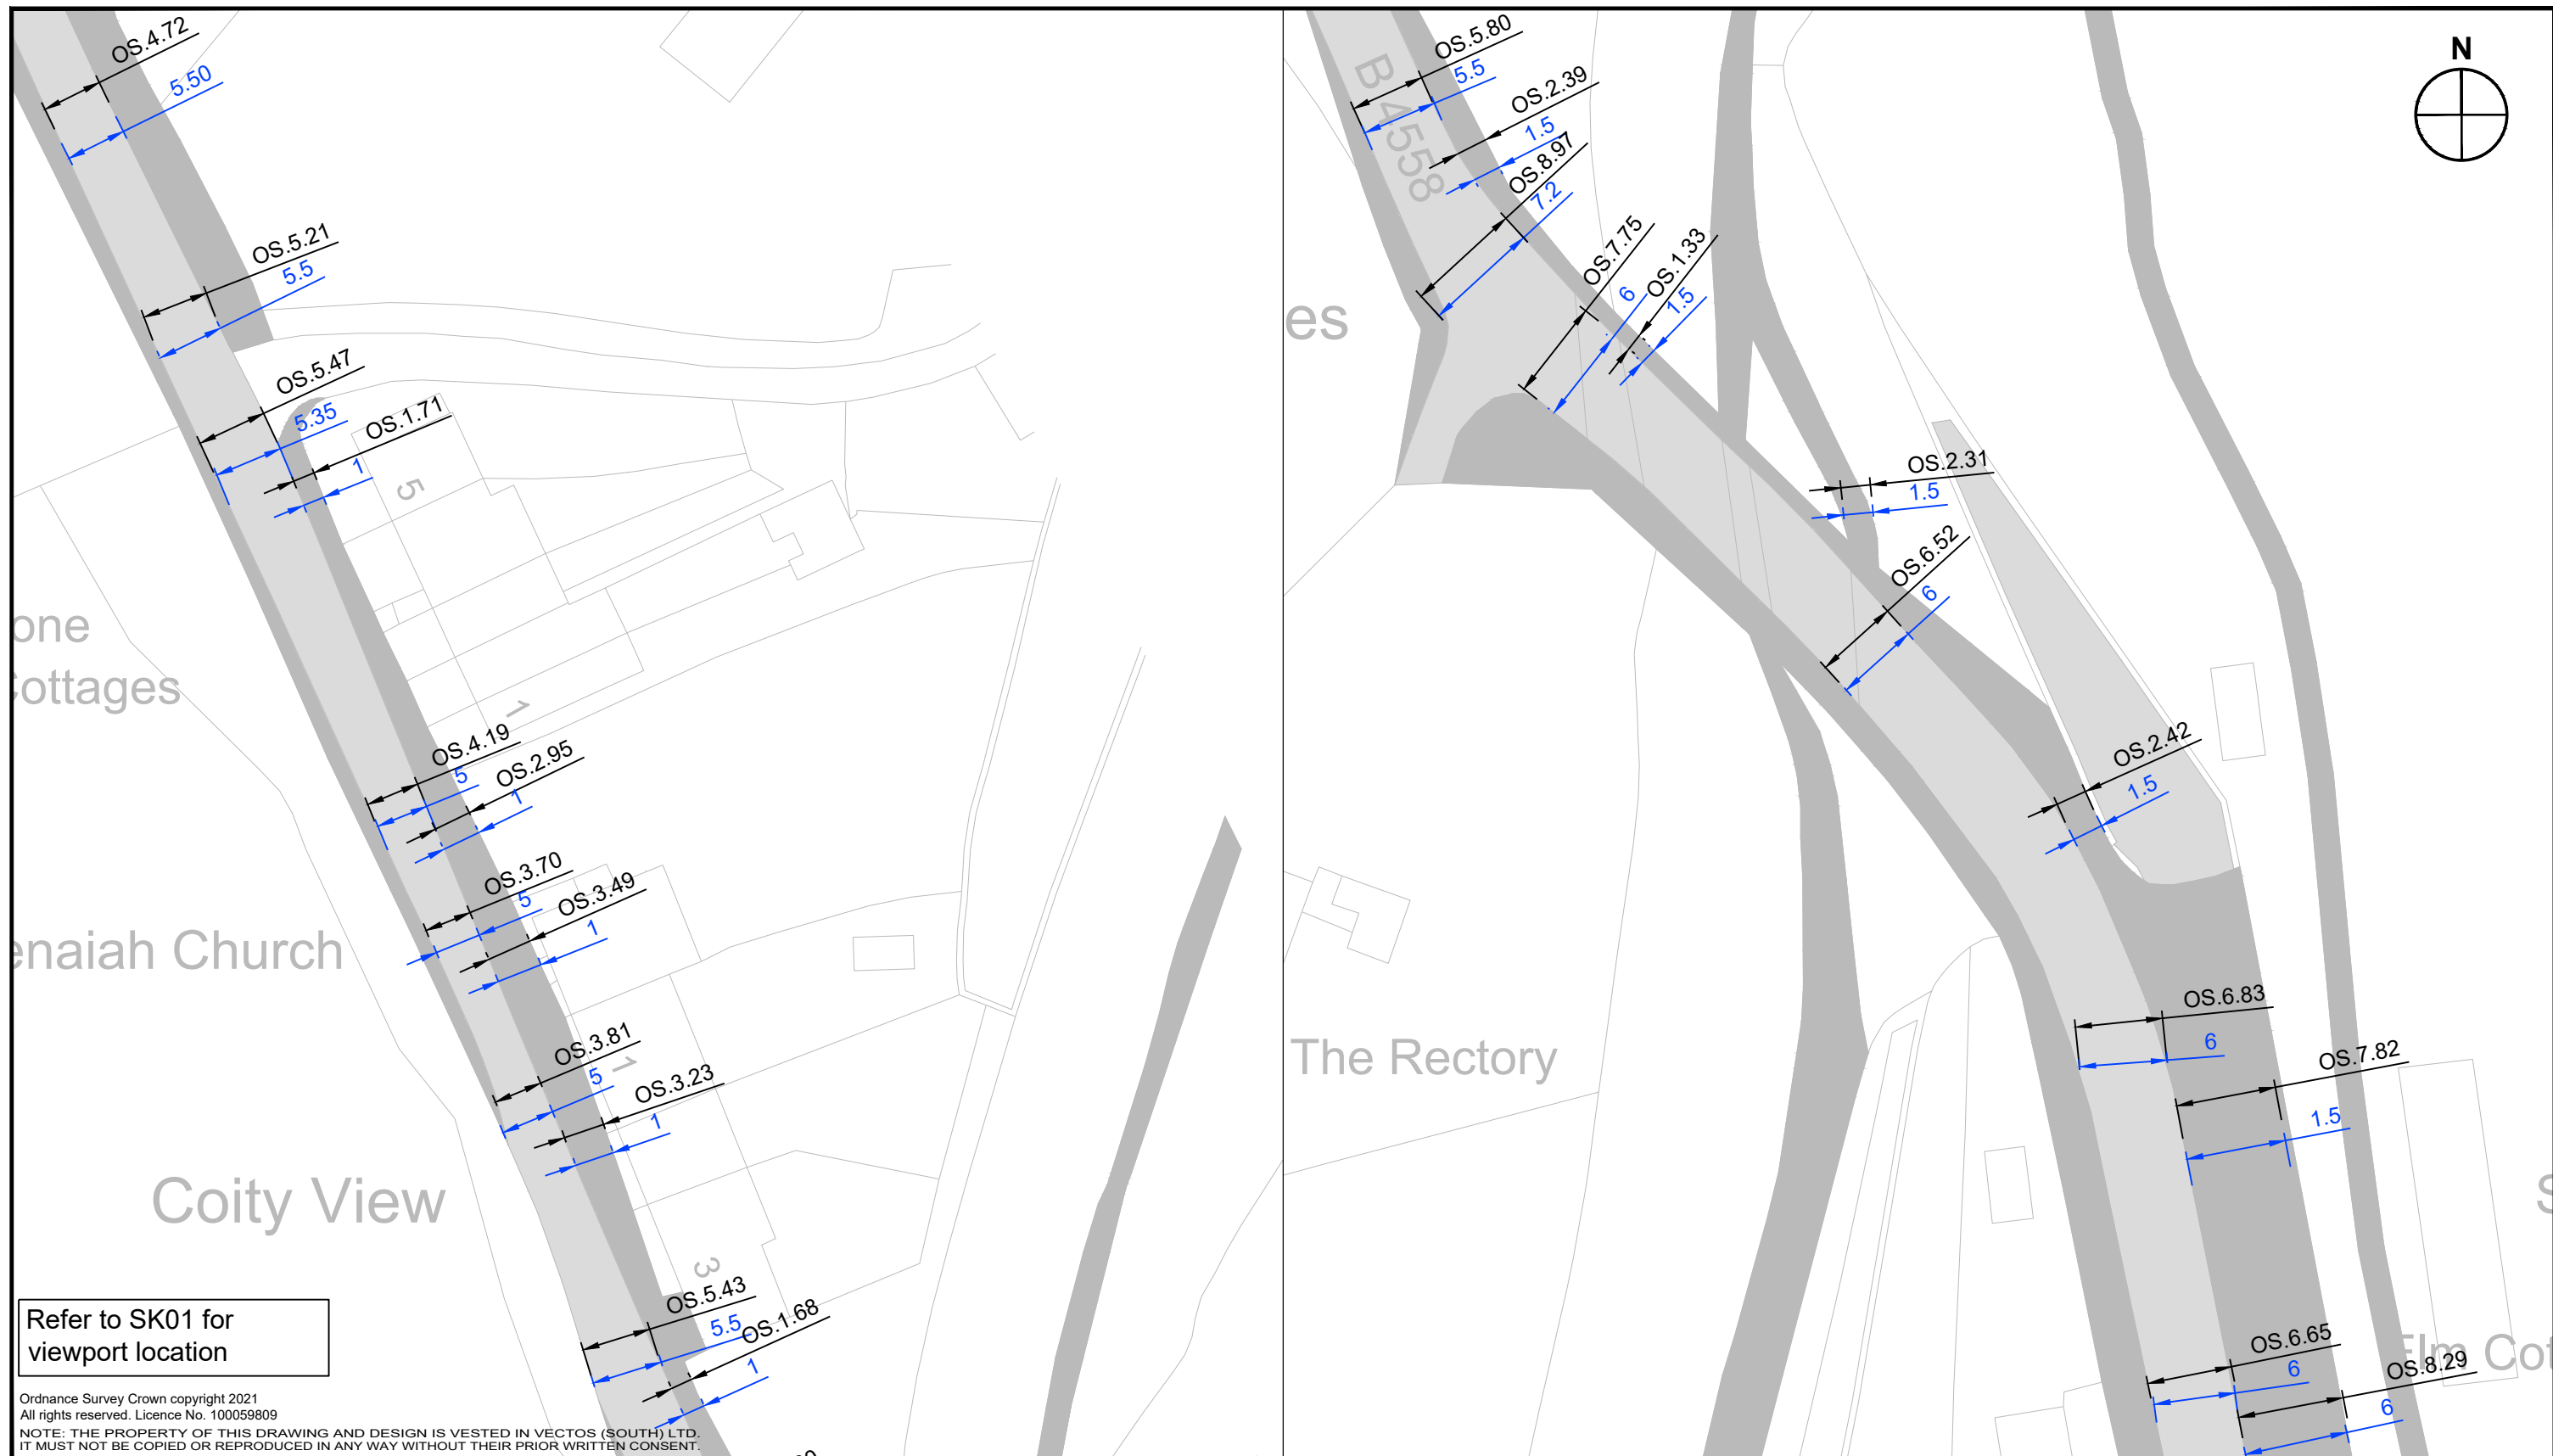 OS.4.72
5.50
OS.5.21
5.5
OS.5.47
5.35
OS.1.71
1
5
one
ottages
1
OS.4.19
5
OS.2.95
1
OS.3.70
5
OS.3.49
1
enaiah Church
OS.3.81
5
1
OS.3.23
1
Coity View
3
OS.5.43
5.5
OS.1.68
1
Refer to SK01 for
viewport location
Ordnance Survey Crown copyright 2021
All rights reserved. Licence No. 100059809
NOTE: THE PROPERTY OF THIS DRAWING AND DESIGN IS VESTED IN VECTOS (SOUTH) LTD.
IT MUST NOT BE COPIED OR REPRODUCED IN ANY WAY WITHOUT THEIR PRIOR WRITTEN CONSENT.
N
B 4558
OS.5.80
5.5
OS.2.39
1.5
OS.8.97
7.2
es
OS.7.75
6
OS.1.33
1.5
OS.2.31
1.5
OS.6.52
6
OS.2.42
1.5
The Rectory
OS.6.83
6
OS.7.82
1.5
S
OS.6.65
6
Elm Cot
OS.8.29
6